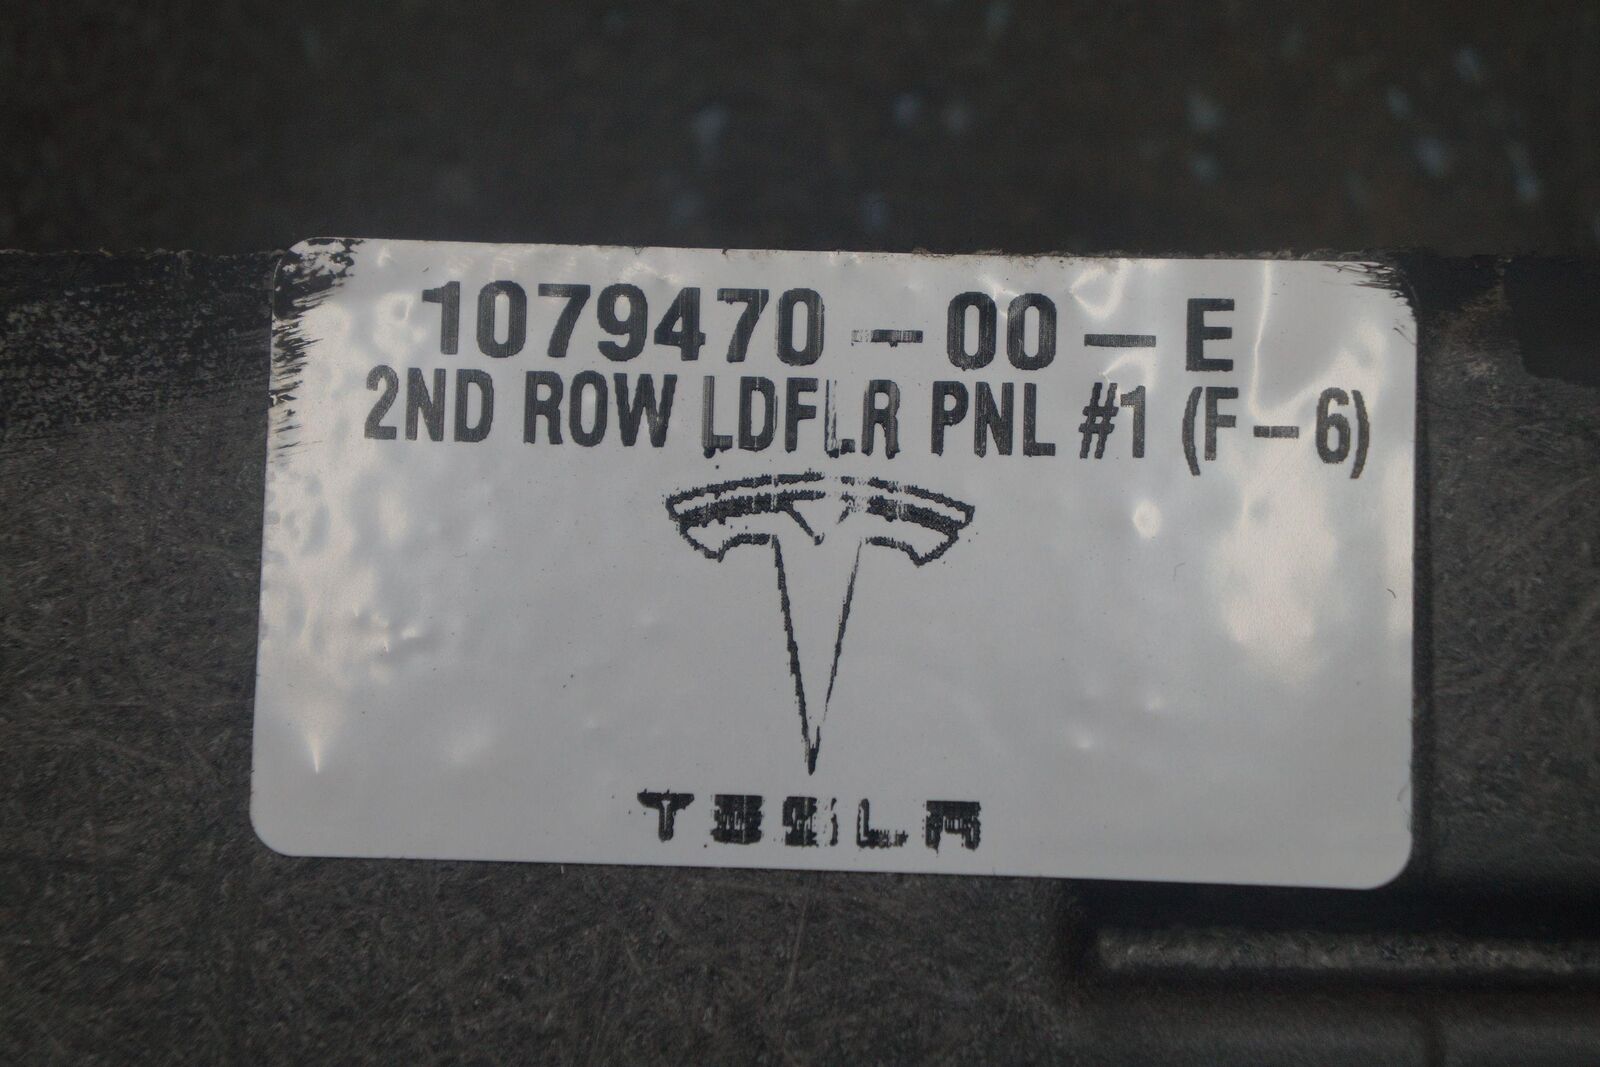 1079470-00-E
2ND ROW LDFLR PNL #1 (F-6)
TESLA